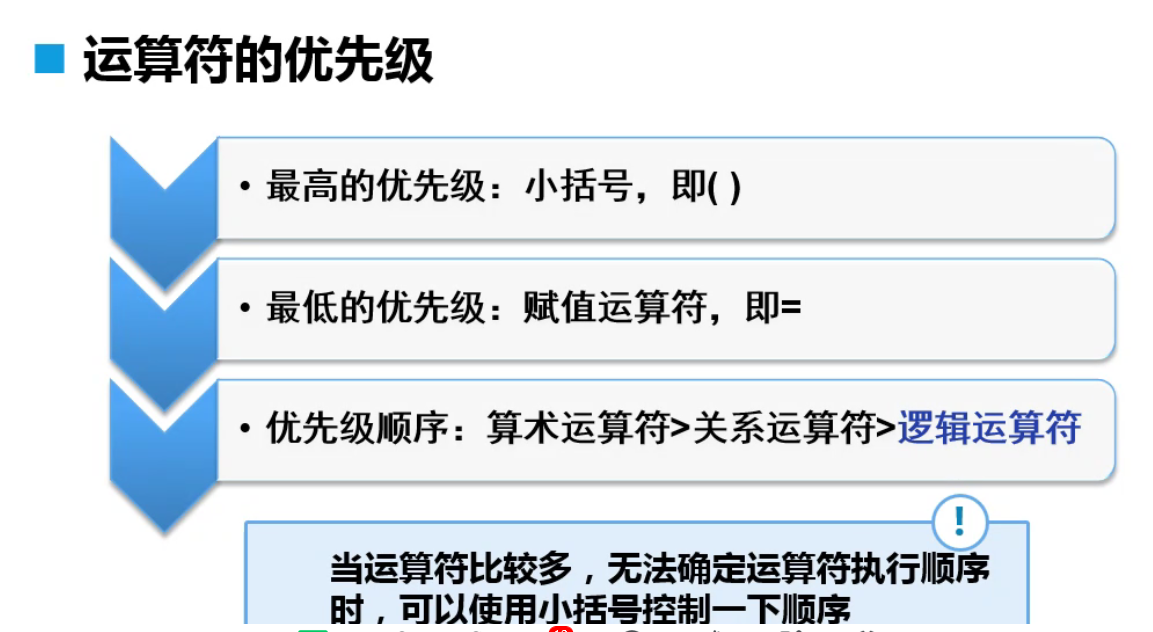 运算符的优先级
• 最高的优先级：小括号，即( )
• 最低的优先级：赋值运算符，即=
• 优先级顺序：算术运算符>关系运算符>逻辑运算符
!
当运算符比较多，无法确定运算符执行顺序
时，可以使用小括号控制一下顺序